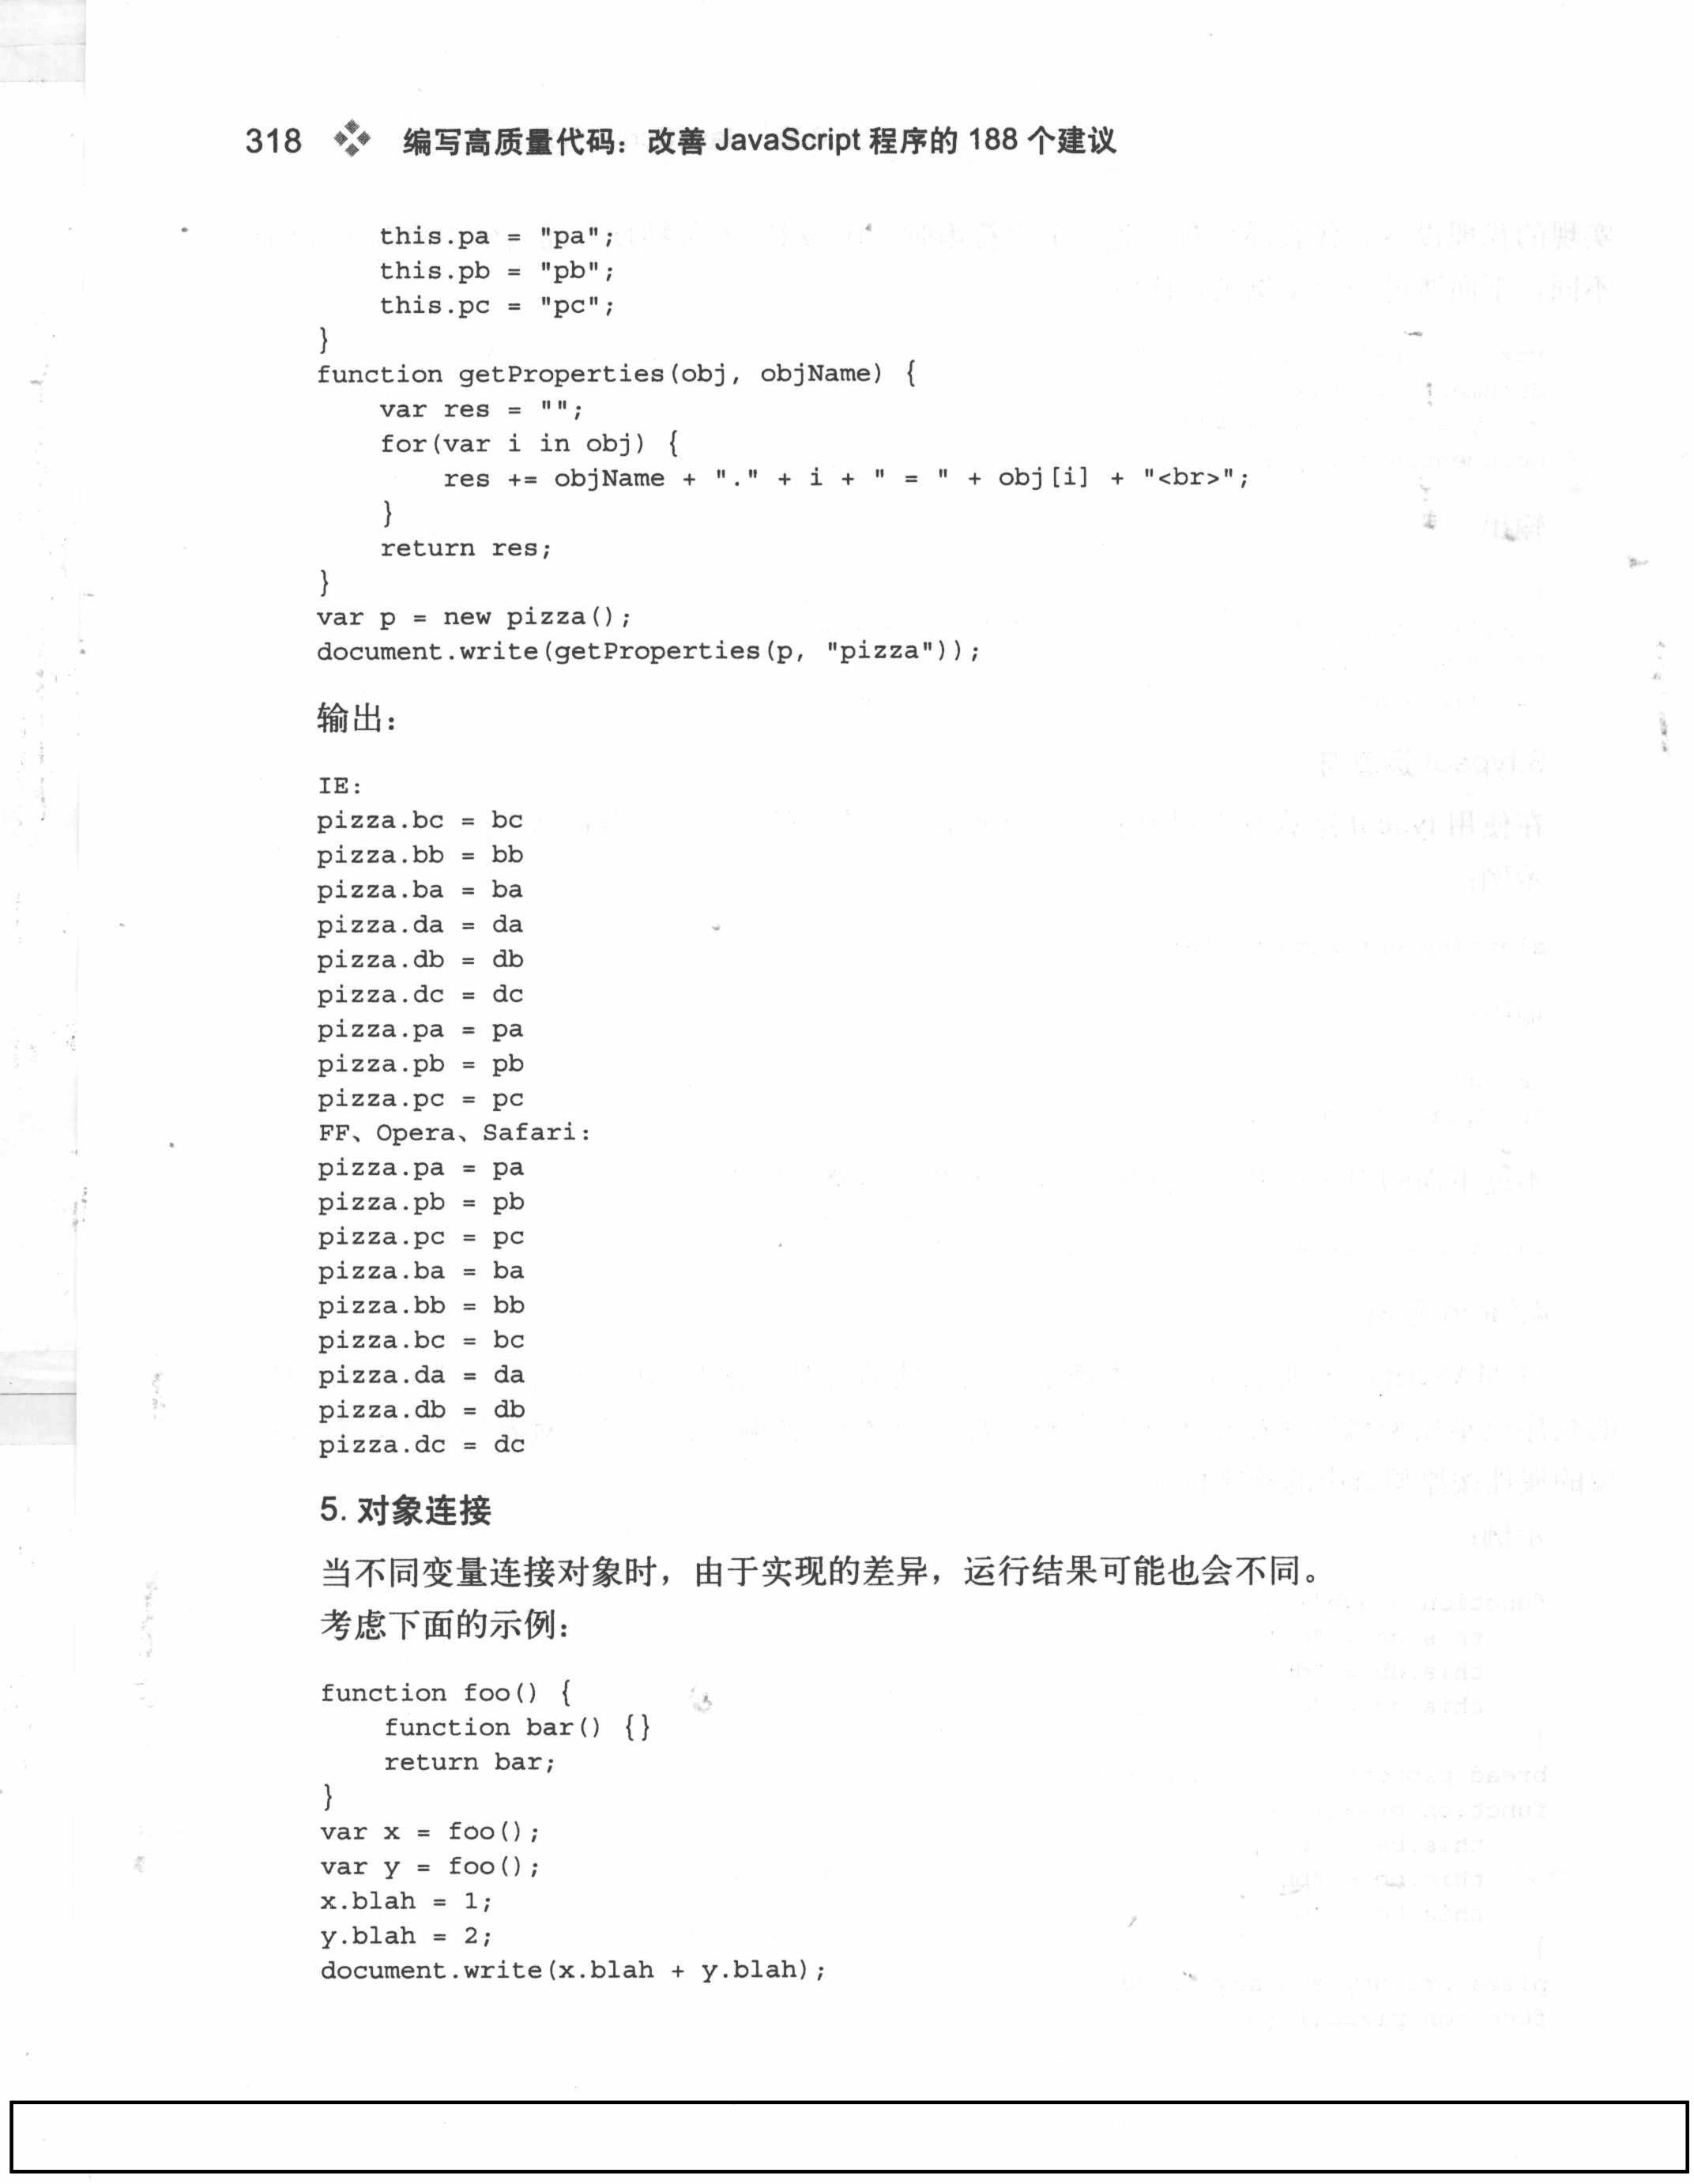 318 编写高质量代码：改善 JavaScript 程序的 188 个建议
    this.pa = "pa";
    this.pb = "pb";
    this.pc = "pc";
}
function getProperties(obj, objName) {
    var res = "";
    for(var i in obj) {
        res += objName + "." + i + " = " + obj[i] + "<br>";
    }
    return res;
}
var p = new pizza();
document.write(getProperties(p, "pizza"));
输出：
IE:
pizza.bc = bc
pizza.bb = bb
pizza.ba = ba
pizza.da = da
pizza.db = db
pizza.dc = dc
pizza.pa = pa
pizza.pb = pb
pizza.pc = pc
FF、Opera、Safari:
pizza.pa = pa
pizza.pb = pb
pizza.pc = pc
pizza.ba = ba
pizza.bb = bb
pizza.bc = bc
pizza.da = da
pizza.db = db
pizza.dc = dc
5. 对象连接
当不同变量连接对象时，由于实现的差异，运行结果可能也会不同。
考虑下面的示例：
function foo() {
    function bar() {}
    return bar;
}
var x = foo();
var y = foo();
x.blah = 1;
y.blah = 2;
document.write(x.blah + y.blah);